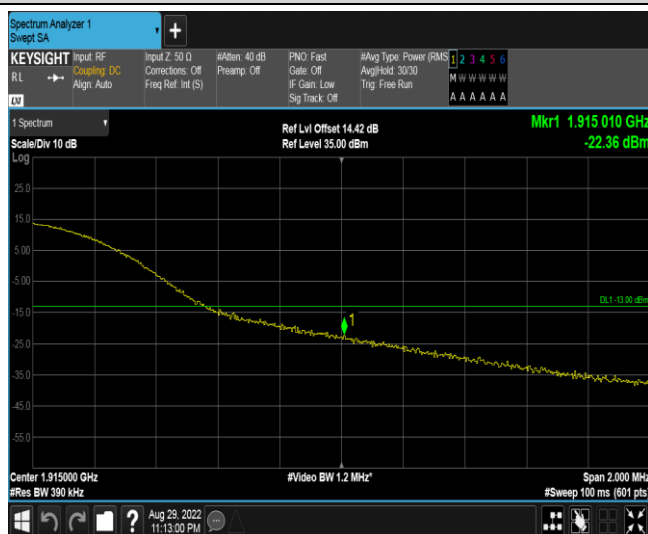 Spectrum Analyzer 1
Swept SA
+
KEYSIGHT
RL
LXI
Input: RF
Coupling: DC
Align: Auto
Input Z: 50 Ω
Corrections: Off
Freq Ref: Int (S)
#Atten: 40 dB
Preamp: Off
PNO: Fast
Gate: Off
IF Gain: Low
Sig Track: Off
#Avg Type: Power (RMS
Avg|Hold: 30/30
Trig: Free Run
1 2 3 4 5 6
M W W W W W
A A A A A A
1 Spectrum
Scale/Div 10 dB
Ref Lvl Offset 14.42 dB
Ref Level 35.00 dBm
Mkr1 1.915 010 GHz
-22.36 dBm
Log
25.0
15.0
5.00
-5.00
DL1 -13.00 dBm
-15.0
1
-25.0
-35.0
-45.0
-55.0
Center 1.915000 GHz
#Res BW 390 kHz
#Video BW 1.2 MHz*
Span 2.000 MHz
#Sweep 100 ms (601 pts)
?
Aug 29, 2022
11:13:00 PM